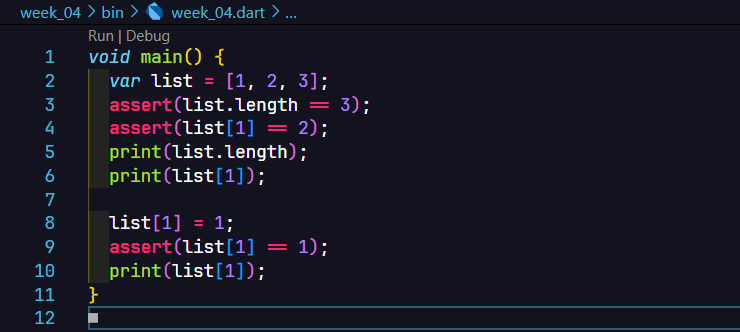 week_04 > bin > week_04.dart > ...
Run | Debug
1 void main() {
2   var list = [1, 2, 3];
3   assert(list.length == 3);
4   assert(list[1] == 2);
5   print(list.length);
6   print(list[1]);
7
8   list[1] = 1;
9   assert(list[1] == 1);
10   print(list[1]);
11 }
12